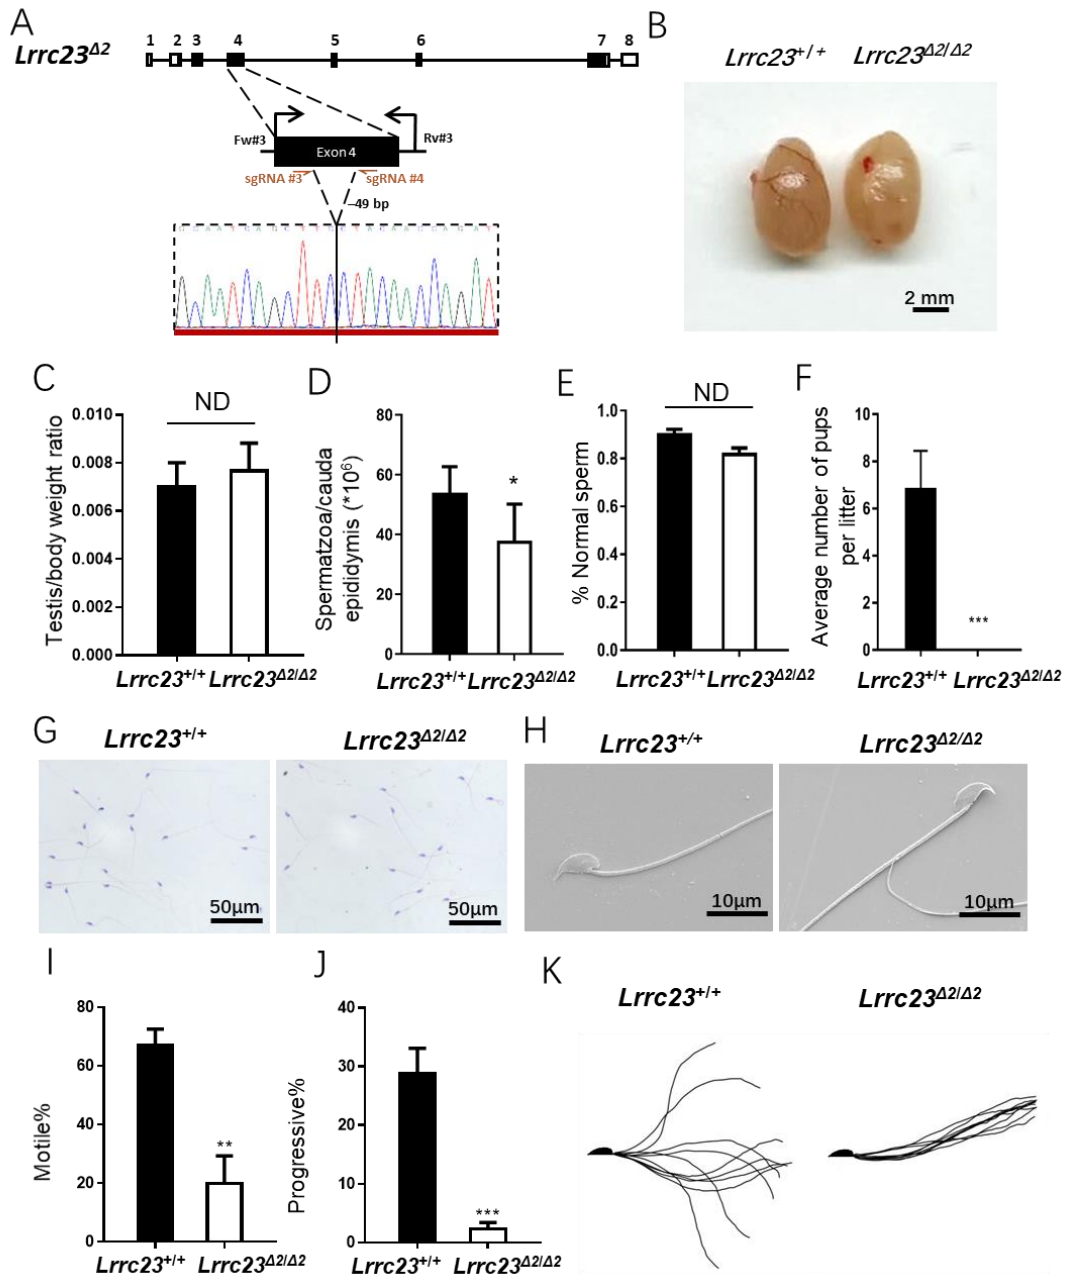 A
Lrrc23Δ2
1 2 3 4 5 6 7 8
Fw#3
Rv#3
Exon 4
sgRNA #3
sgRNA #4
–49 bp
B
Lrrc23+/+ Lrrc23Δ2/Δ2
2 mm
C
ND
Testis/body weight ratio
0.010
0.008
0.006
0.004
0.002
0.000
Lrrc23+/+ Lrrc23Δ2/Δ2
D
Spermatzoa/cauda
epididymis (*10⁶)
80
60
40
20
0
*
Lrrc23+/+ Lrrc23Δ2/Δ2
E
ND
% Normal sperm
1.0
0.8
0.6
0.4
0.2
0.0
Lrrc23+/+ Lrrc23Δ2/Δ2
F
Average number of pups
per litter
10
8
6
4
2
0
***
Lrrc23+/+ Lrrc23Δ2/Δ2
G
Lrrc23+/+ Lrrc23Δ2/Δ2
50μm
50μm
H
Lrrc23+/+ Lrrc23Δ2/Δ2
10μm
10μm
I
Motile%
80
60
40
20
0
**
Lrrc23+/+ Lrrc23Δ2/Δ2
J
Progressive%
40
30
20
10
0
***
Lrrc23+/+ Lrrc23Δ2/Δ2
K
Lrrc23+/+ Lrrc23Δ2/Δ2